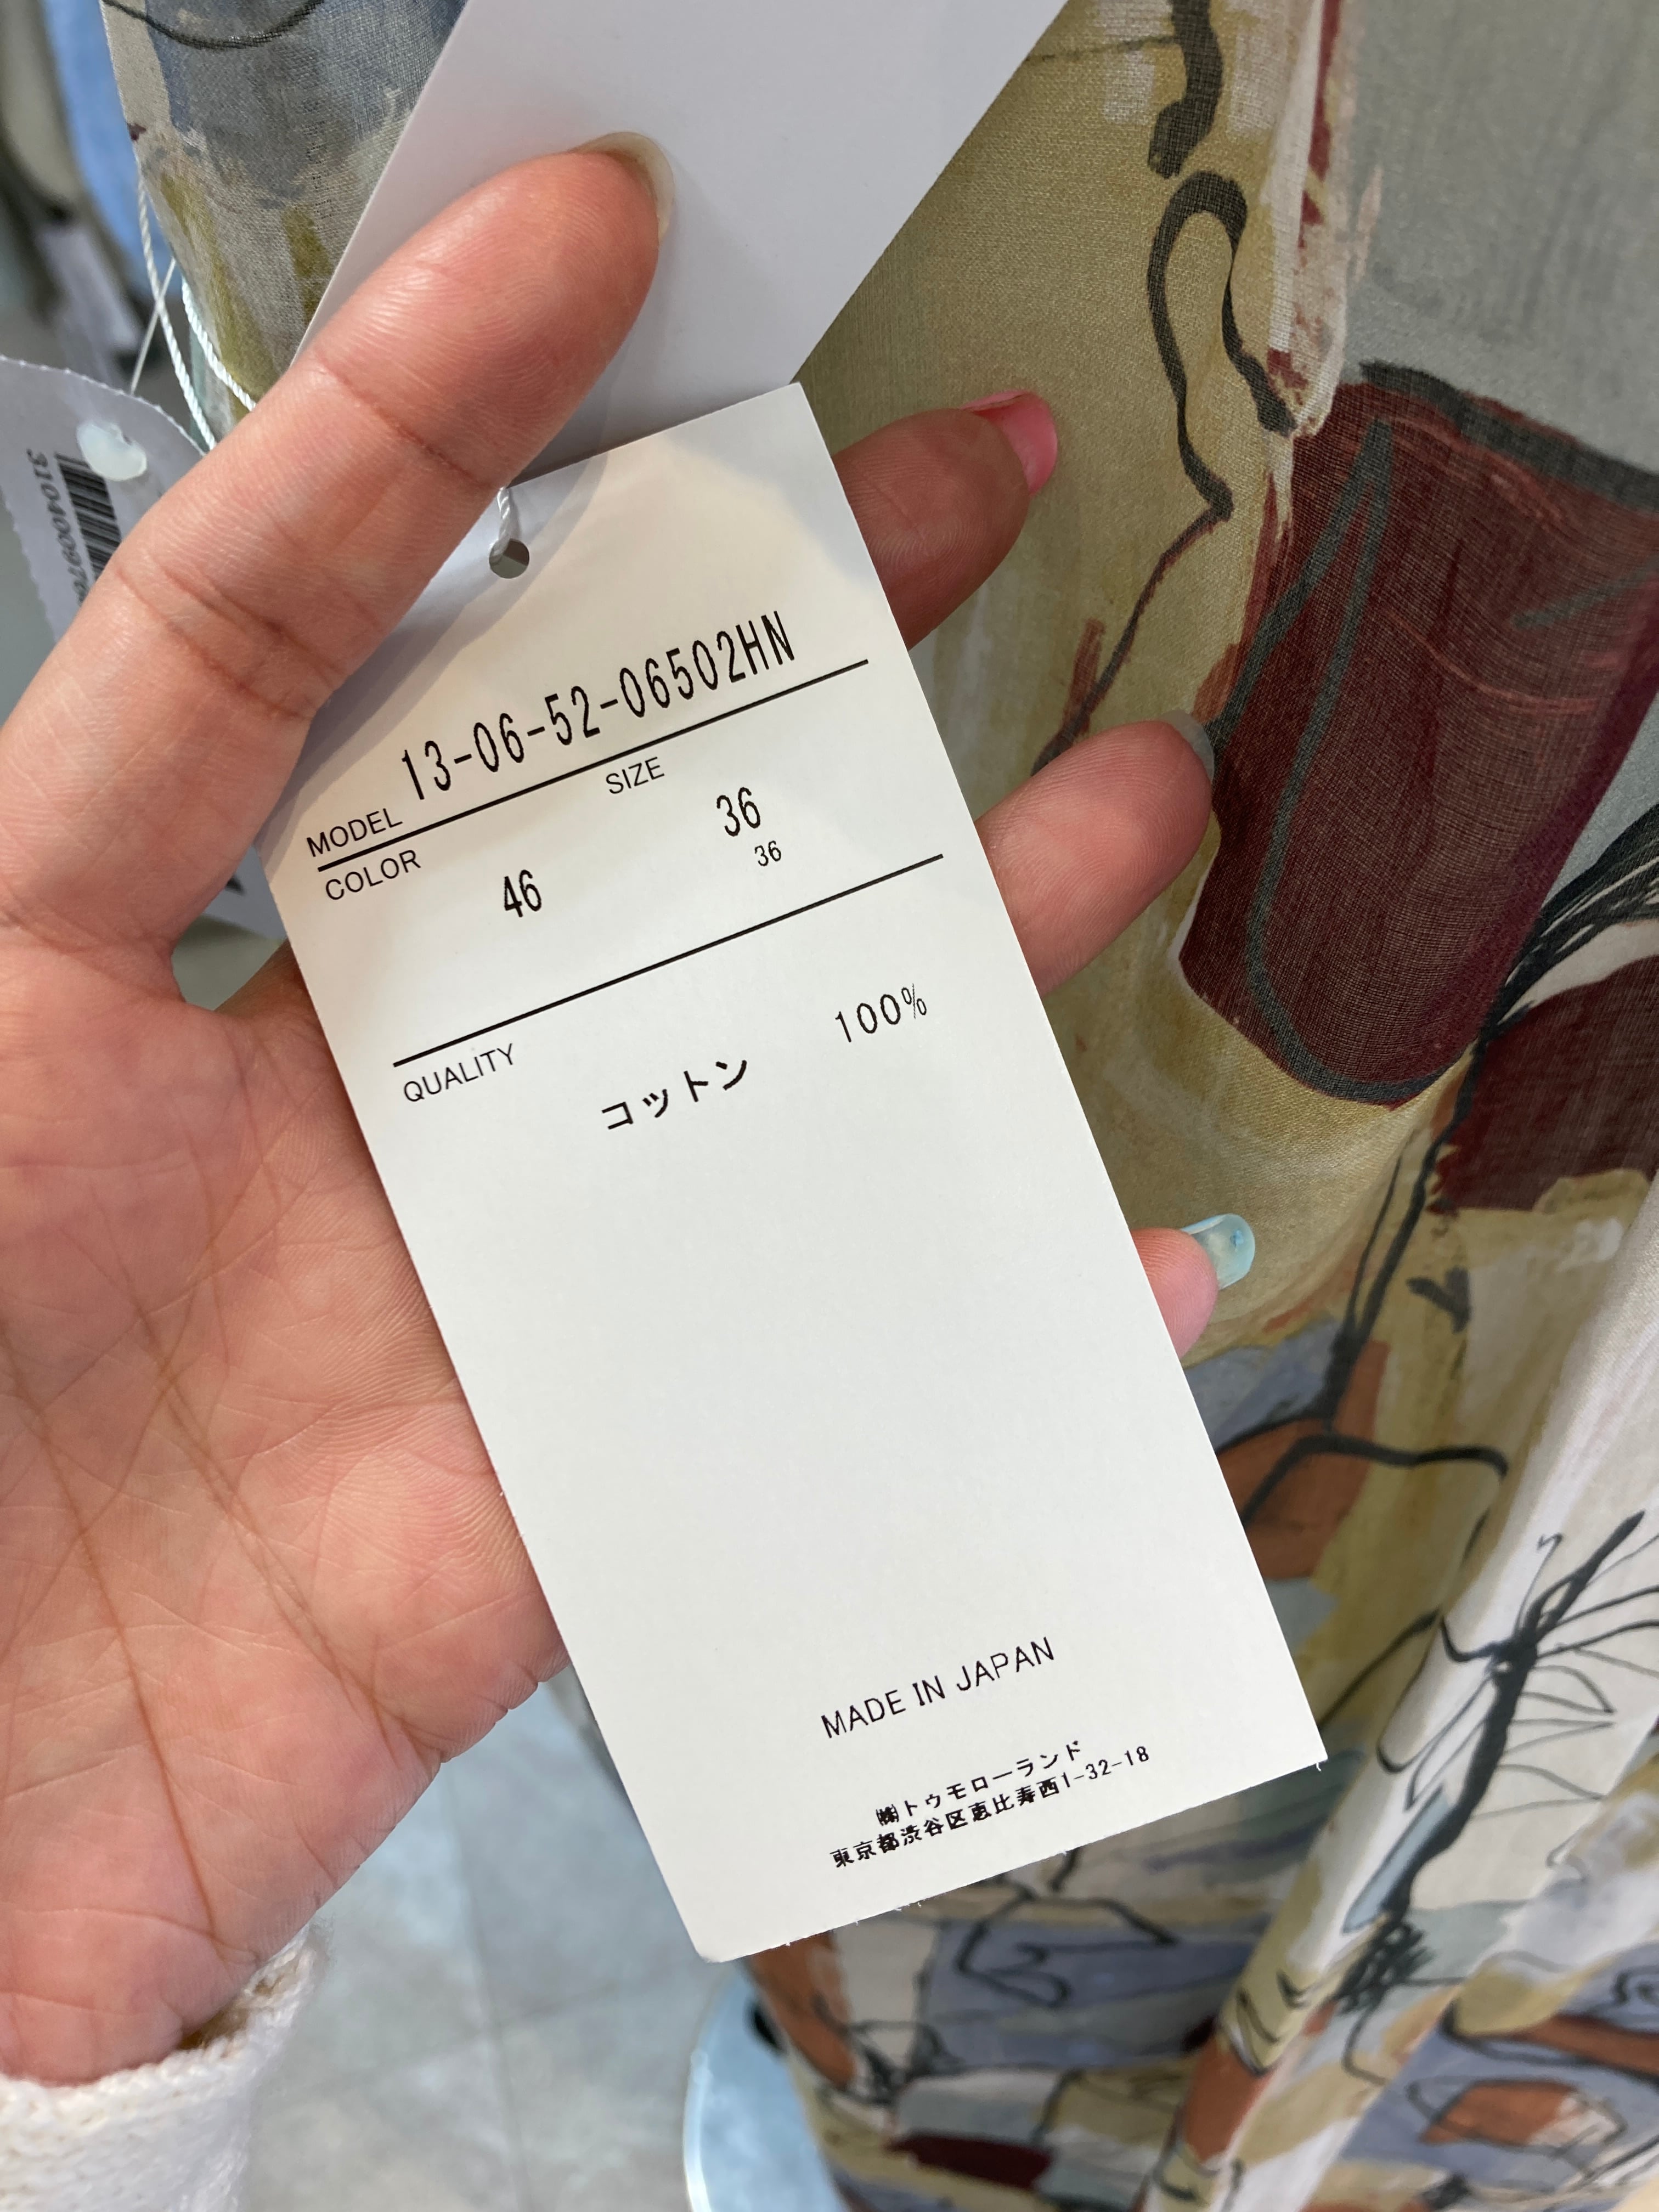 MODEL 13-06-52-06502HN
COLOR 46 SIZE 36
36
QUALITY
コットン 100%
MADE IN JAPAN
㈱トゥモローランド
東京都渋谷区恵比寿西1-32-18